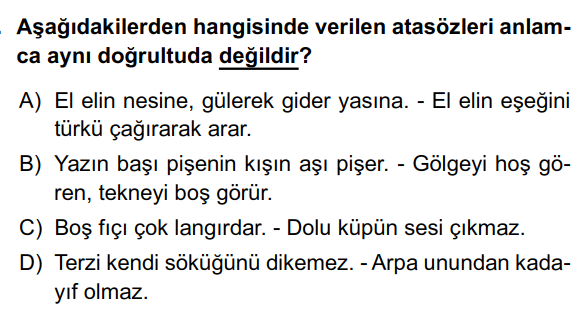 Aşağıdakilerden hangisinde verilen atasözleri anlam-
ca aynı doğrultuda değildir?
A) El elin nesine, gülerek gider yasına. - El elin eşeğini
türkü çağırarak arar.
B) Yazın başı pişenin kışın aşı pişer. - Gölgeyi hoş gö-
ren, tekneyi boş görür.
C) Boş fıçı çok langırdar. - Dolu küpün sesi çıkmaz.
D) Terzi kendi söküğünü dikemez. - Arpa unundan kada-
yıf olmaz.